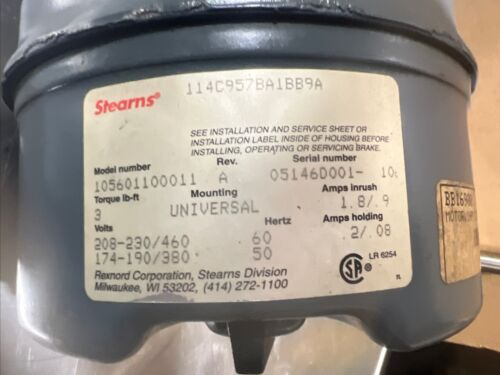 Stearns®
114C957BA1BB9A
SEE INSTALLATION AND SERVICE SHEET OR
INSTALLATION LABEL INSIDE OF HOUSING BEFORE
INSTALLING, OPERATING OR SERVICING BRAKE.
Model number Rev. Serial number
105601100011 A 05146D001-
Torque lb-ft Mounting Amps inrush
3 UNIVERSAL 1.8/.9
Volts Hertz Amps holding
208-230/460 60 .2/.08
174-190/380 50
Rexnord Corporation, Stearns Division
Milwaukee, WI 53202, (414) 272-1100
LR 6254